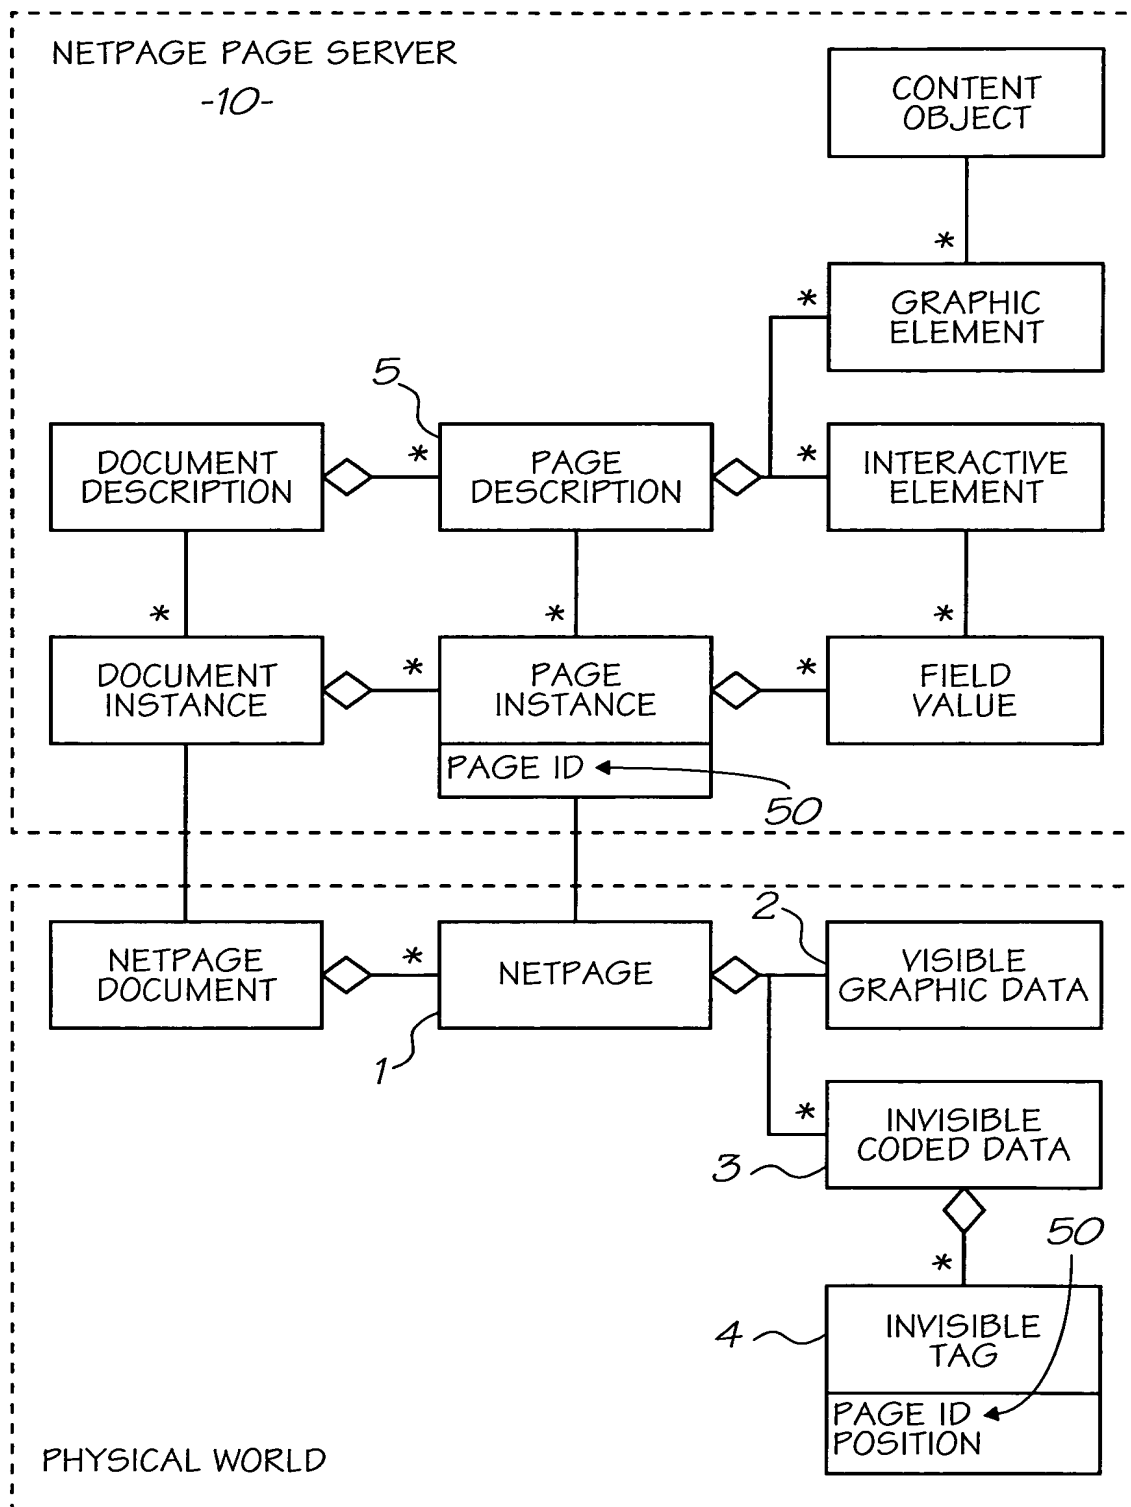 NETPAGE PAGE SERVER
-10-
CONTENT
OBJECT
*
GRAPHIC
ELEMENT
*
5
DOCUMENT
DESCRIPTION
*
PAGE
DESCRIPTION
*
INTERACTIVE
ELEMENT
*
*
*
DOCUMENT
INSTANCE
*
PAGE
INSTANCE
*
FIELD
VALUE
PAGE ID
50
2
NETPAGE
DOCUMENT
*
NETPAGE
VISIBLE
GRAPHIC DATA
1
*
INVISIBLE
CODED DATA
3
50
*
4
INVISIBLE
TAG
PAGE ID
POSITION
PHYSICAL WORLD